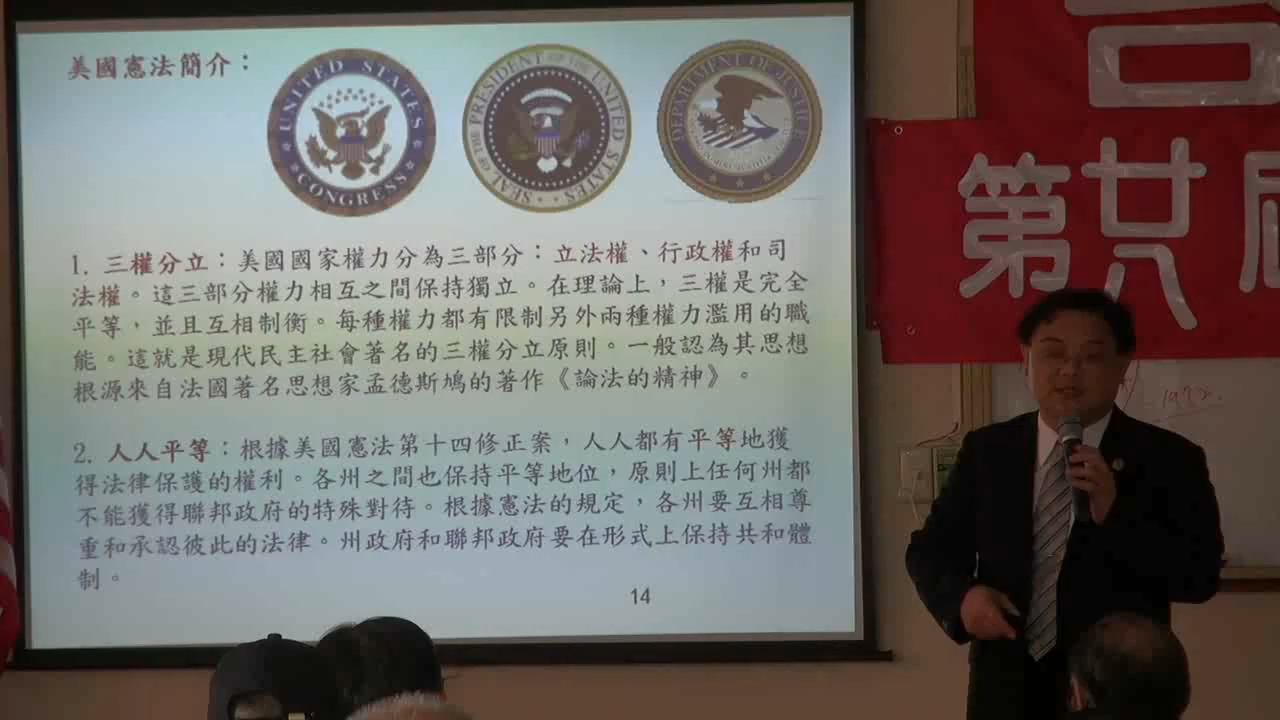 美國憲法簡介：
UNITED STATES CONGRESS
SEAL OF THE PRESIDENT OF THE UNITED STATES
DEPARTMENT OF JUSTICE
1. 三權分立：美國國家權力分為三部分：立法權、行政權和司
法權。這三部分權力相互之間保持獨立。在理論上，三權是完全
平等，並且互相制衡。每種權力都有限制另外兩種權力濫用的職
能。這就是現代民主社會著名的三權分立原則。一般認為其思想
根源來自法國著名思想家孟德斯鳩的著作《論法的精神》。
2. 人人平等：根據美國憲法第十四修正案，人人都有平等地獲
得法律保護的權利。各州之間也保持平等地位，原則上任何州都
不能獲得聯邦政府的特殊對待。根據憲法的規定，各州要互相尊
重和承認彼此的法律。州政府和聯邦政府要在形式上保持共和體
制。
14
第廿八屆